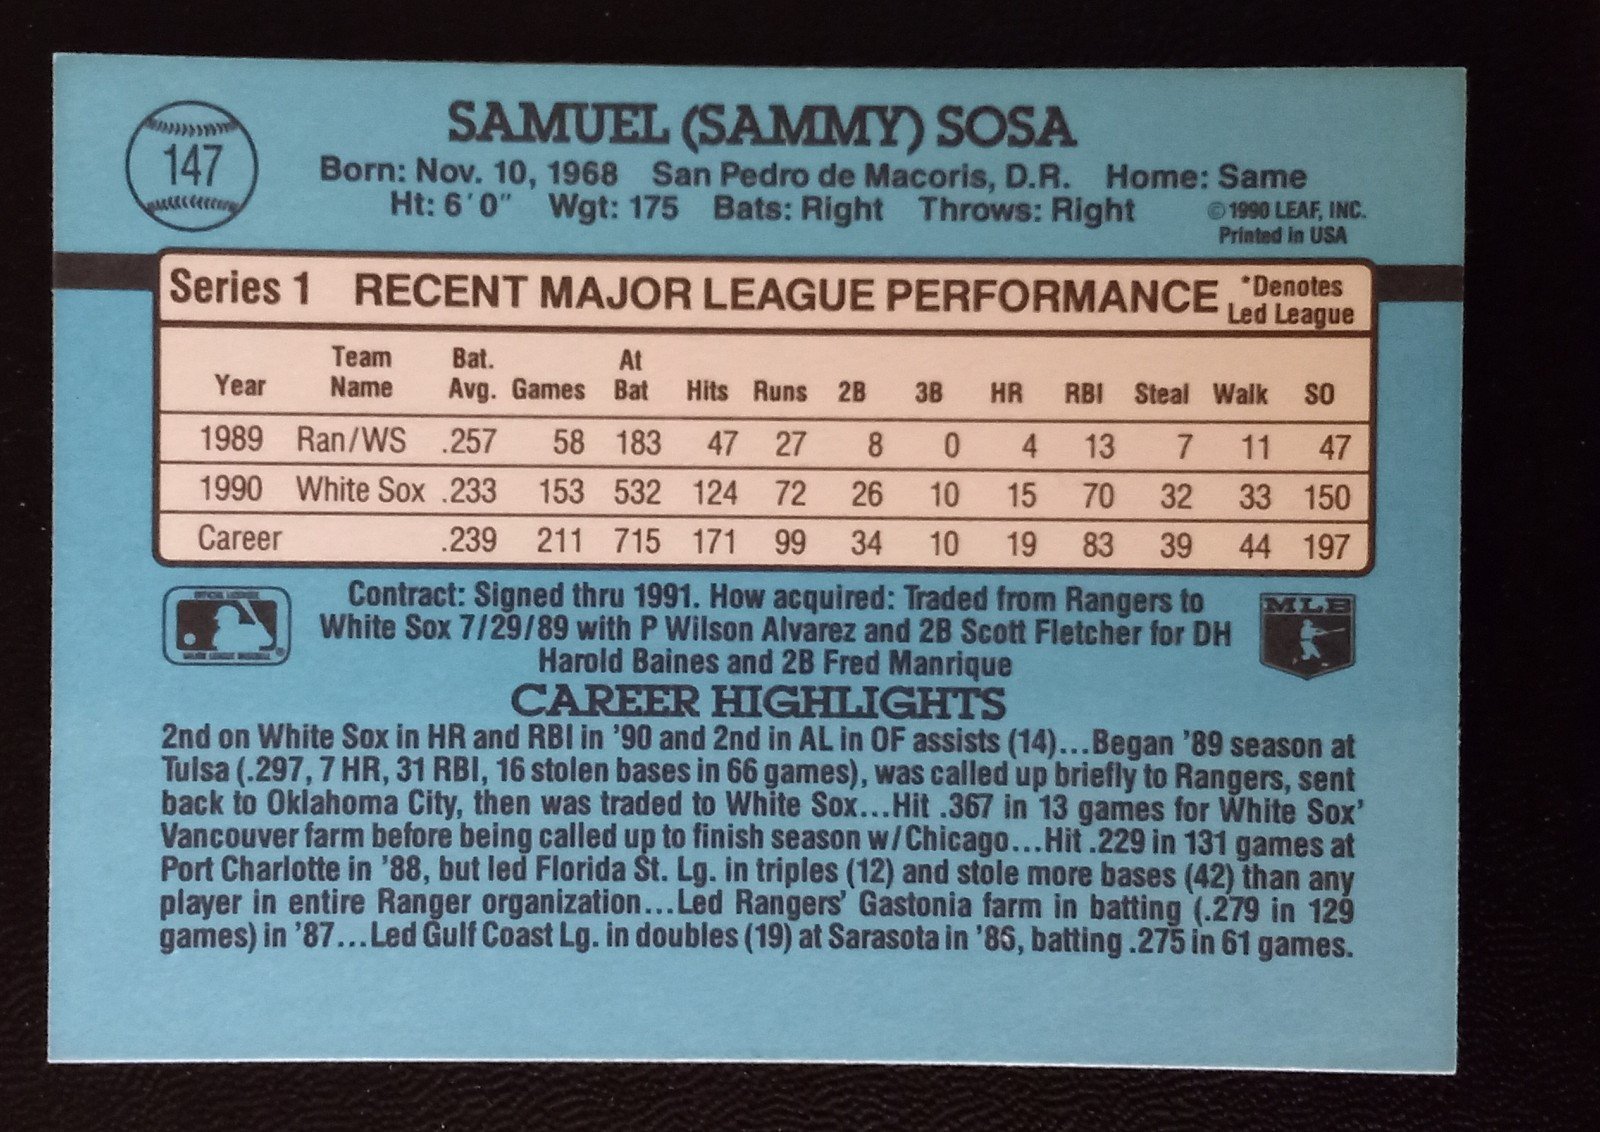 147
SAMUEL (SAMMY) SOSA
Born: Nov. 10, 1968 San Pedro de Macoris, D.R. Home: Same
Ht: 6'0" Wgt: 175 Bats: Right Throws: Right
©1990 LEAF, INC.
Printed in USA
Series 1 RECENT MAJOR LEAGUE PERFORMANCE *Denotes
Led League
Year Team Name Bat. Avg. Games At Bat Hits Runs 2B 3B HR RBI Steal Walk SO
1989 Ran/WS .257 58 183 47 27 8 0 4 13 7 11 47
1990 White Sox .233 153 532 124 72 26 10 15 70 32 33 150
Career .239 211 715 171 99 34 10 19 83 39 44 197
Contract: Signed thru 1991. How acquired: Traded from Rangers to
White Sox 7/29/89 with P Wilson Alvarez and 2B Scott Fletcher for DH
Harold Baines and 2B Fred Manrique
MLB
CAREER HIGHLIGHTS
2nd on White Sox in HR and RBI in '90 and 2nd in AL in OF assists (14)...Began '89 season at
Tulsa (.297, 7 HR, 31 RBI, 16 stolen bases in 66 games), was called up briefly to Rangers, sent
back to Oklahoma City, then was traded to White Sox...Hit .367 in 13 games for White Sox'
Vancouver farm before being called up to finish season w/Chicago...Hit .229 in 131 games at
Port Charlotte in '88, but led Florida St. Lg. in triples (12) and stole more bases (42) than any
player in entire Ranger organization...Led Rangers' Gastonia farm in batting (.279 in 129
games) in '87...Led Gulf Coast Lg. in doubles (19) at Sarasota in '86, batting .275 in 61 games.